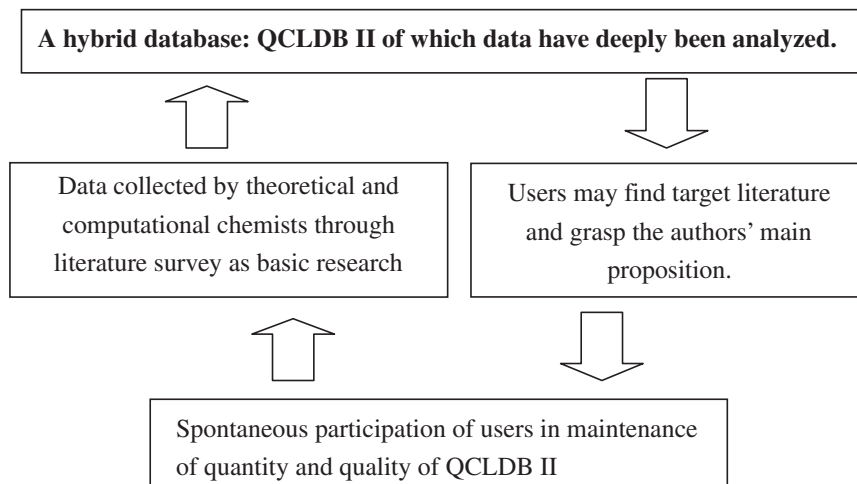 A hybrid database: QCLDB II of which data have deeply been analyzed.
Data collected by theoretical and
computational chemists through
literature survey as basic research
Users may find target literature
and grasp the authors’ main
proposition.
Spontaneous participation of users in maintenance
of quantity and quality of QCLDB II